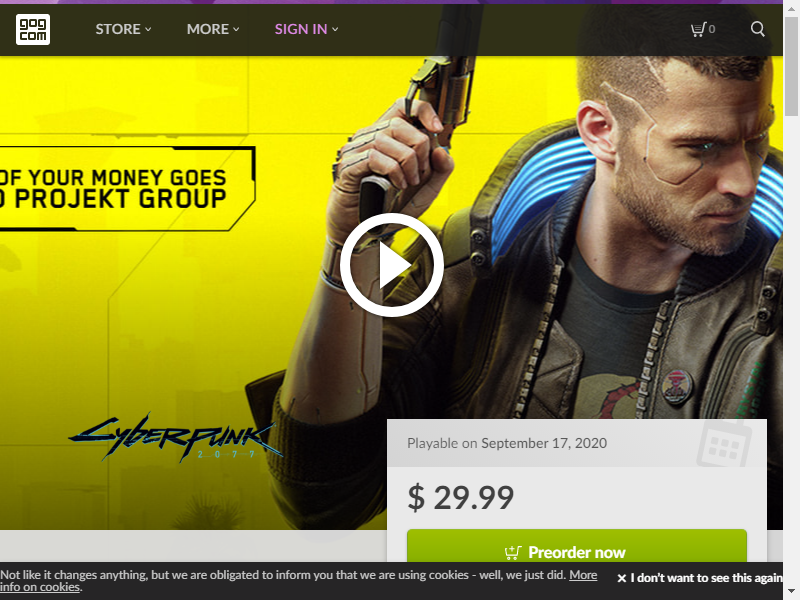 gog
com
STORE
MORE
SIGN IN
0
OF YOUR MONEY GOES
PROJEKT GROUP
Cyberpunk
2077
Playable on September 17, 2020
$ 29.99
Preorder now
Not like it changes anything, but we are obligated to inform you that we are using cookies - well, we just did. More
info on cookies.
× I don't want to see this again